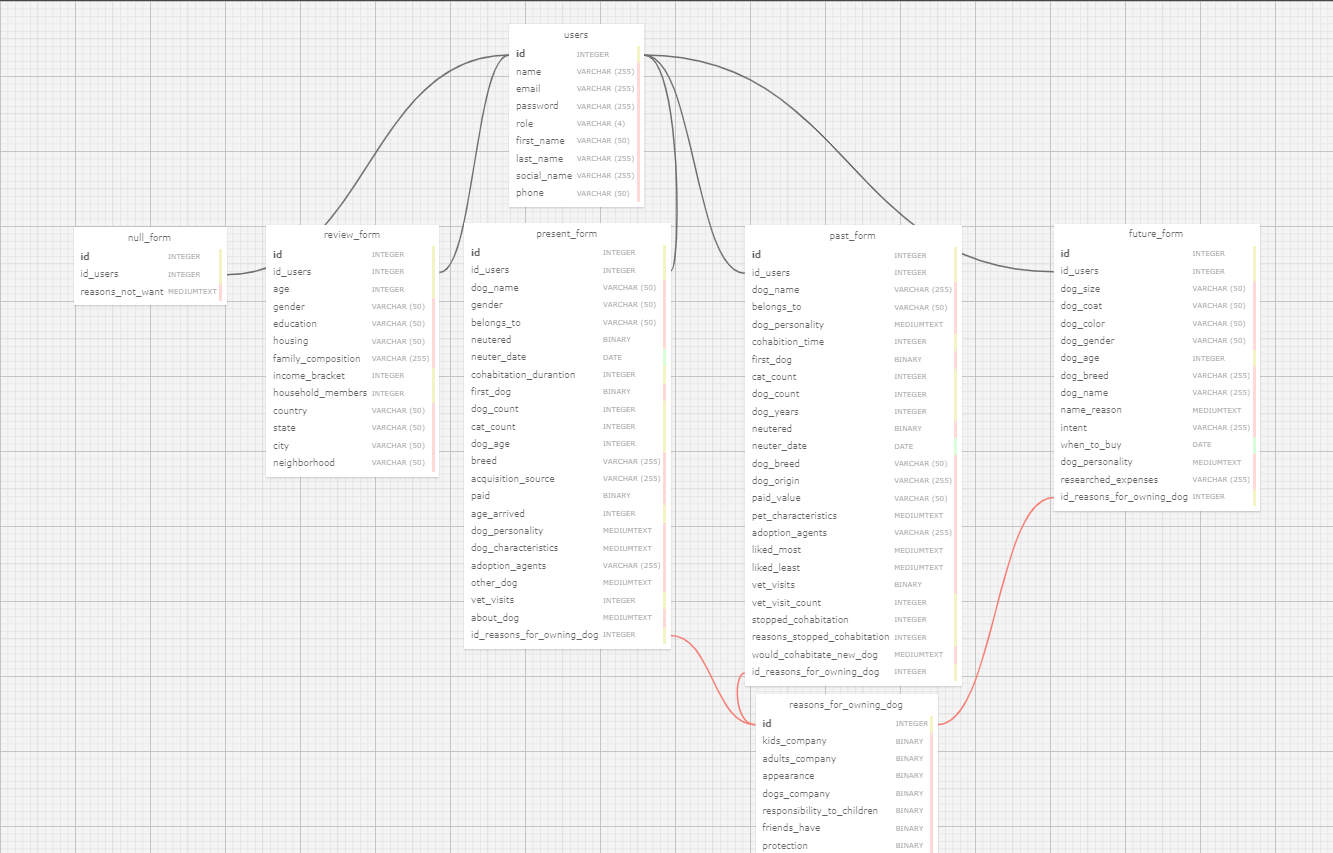 users
id INTEGER
name VARCHAR (255)
email VARCHAR (255)
password VARCHAR (255)
role VARCHAR (4)
first_name VARCHAR (50)
last_name VARCHAR (255)
social_name VARCHAR (255)
phone VARCHAR (50)
null_form
id INTEGER
id_users INTEGER
reasons_not_want MEDIUMTEXT
review_form
id INTEGER
id_users INTEGER
age INTEGER
gender VARCHAR (50)
education VARCHAR (50)
housing VARCHAR (50)
family_composition VARCHAR (255)
income_bracket INTEGER
household_members INTEGER
country VARCHAR (50)
state VARCHAR (50)
city VARCHAR (50)
neighborhood VARCHAR (50)
present_form
id INTEGER
id_users INTEGER
dog_name VARCHAR (50)
gender VARCHAR (50)
belongs_to VARCHAR (50)
neutered BINARY
neuter_date DATE
cohabitation_durantion INTEGER
first_dog BINARY
dog_count INTEGER
cat_count INTEGER
dog_age INTEGER
breed VARCHAR (255)
acquisition_source VARCHAR (255)
paid BINARY
age_arrived INTEGER
dog_personality MEDIUMTEXT
dog_characteristics MEDIUMTEXT
adoption_agents VARCHAR (255)
other_dog MEDIUMTEXT
vet_visits INTEGER
about_dog MEDIUMTEXT
id_reasons_for_owning_dog INTEGER
past_form
id INTEGER
id_users INTEGER
dog_name VARCHAR (255)
belongs_to VARCHAR (50)
dog_personality MEDIUMTEXT
cohabition_time INTEGER
first_dog BINARY
cat_count INTEGER
dog_count INTEGER
dog_years INTEGER
neutered BINARY
neuter_date DATE
dog_breed VARCHAR (50)
dog_origin VARCHAR (255)
paid_value VARCHAR (50)
pet_characteristics MEDIUMTEXT
adoption_agents VARCHAR (255)
liked_most MEDIUMTEXT
liked_least MEDIUMTEXT
vet_visits BINARY
vet_visit_count INTEGER
stopped_cohabitation INTEGER
reasons_stopped_cohabitation INTEGER
would_cohabitate_new_dog MEDIUMTEXT
id_reasons_for_owning_dog INTEGER
future_form
id INTEGER
id_users INTEGER
dog_size VARCHAR (50)
dog_coat VARCHAR (50)
dog_color VARCHAR (50)
dog_gender VARCHAR (50)
dog_age INTEGER
dog_breed VARCHAR (255)
dog_name VARCHAR (255)
name_reason MEDIUMTEXT
intent VARCHAR (255)
when_to_buy DATE
dog_personality MEDIUMTEXT
researched_expenses VARCHAR (255)
id_reasons_for_owning_dog INTEGER
reasons_for_owning_dog
id INTEGER
kids_company BINARY
adults_company BINARY
appearance BINARY
dogs_company BINARY
responsibility_to_children BINARY
friends_have BINARY
protection BINARY